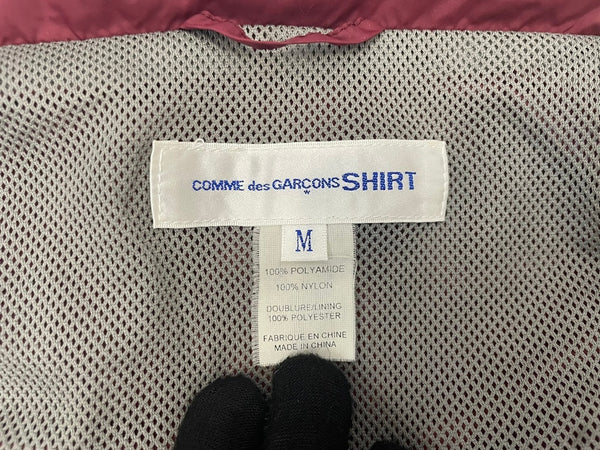 COMME des GARÇONS SHIRT
M
100% POLYAMIDE
100% NYLON
DOUBLURE/LINING
100% POLYESTER
FABRIQUE EN CHINE
MADE IN CHINA